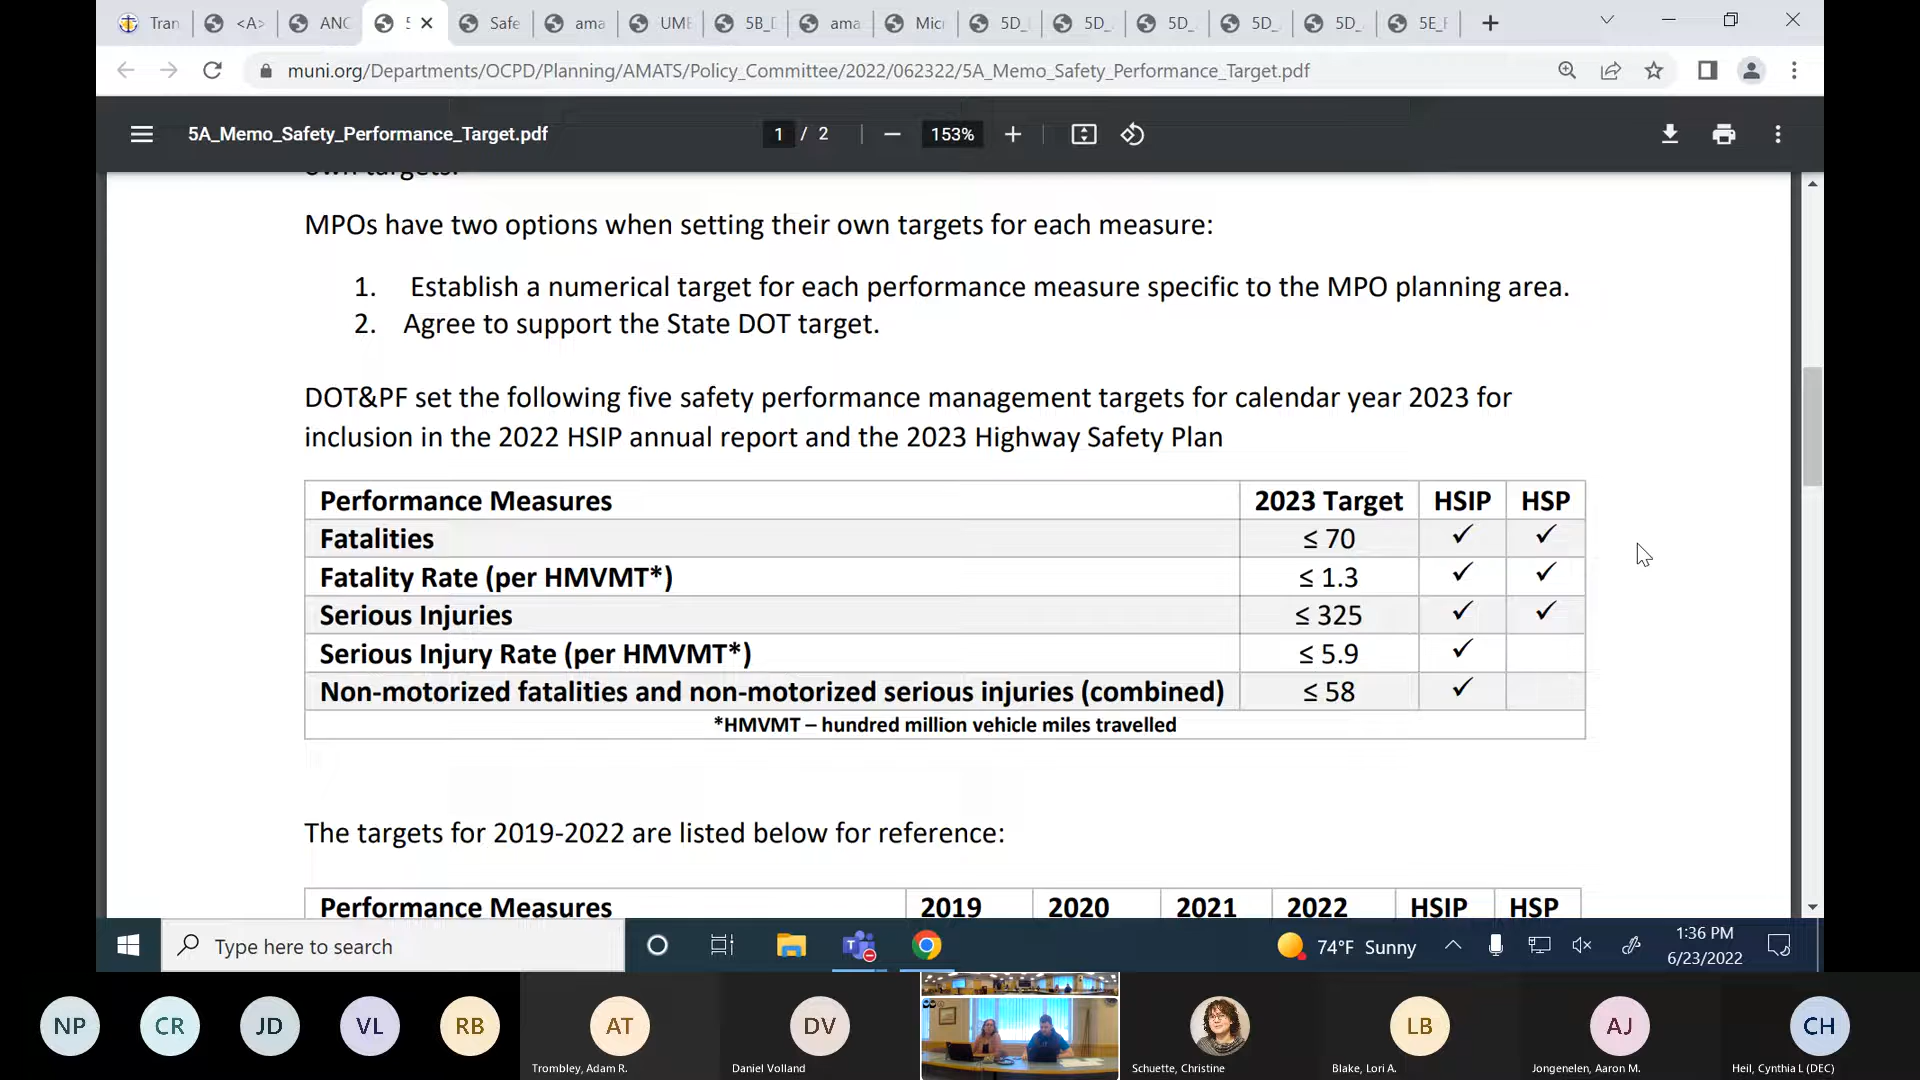 Tran
<A>
ANC
5
Safe
ama
UME
5B_D
ama
Micr
5D_
5D_
5D_
5D_
5D_
5E_F
muni.org/Departments/OCPD/Planning/AMATS/Policy_Committee/2022/062322/5A_Memo_Safety_Performance_Target.pdf
5A_Memo_Safety_Performance_Target.pdf
1 / 2
153%
own targets.
MPOs have two options when setting their own targets for each measure:
1. Establish a numerical target for each performance measure specific to the MPO planning area.
2. Agree to support the State DOT target.
DOT&PF set the following five safety performance management targets for calendar year 2023 for
inclusion in the 2022 HSIP annual report and the 2023 Highway Safety Plan
Performance Measures 2023 Target HSIP HSP
Fatalities ≤ 70 ✓ ✓
Fatality Rate (per HMVMT*) ≤ 1.3 ✓ ✓
Serious Injuries ≤ 325 ✓ ✓
Serious Injury Rate (per HMVMT*) ≤ 5.9 ✓
Non-motorized fatalities and non-motorized serious injuries (combined) ≤ 58 ✓
*HMVMT – hundred million vehicle miles travelled
The targets for 2019-2022 are listed below for reference:
Performance Measures 2019 2020 2021 2022 HSIP HSP
Type here to search
74°F Sunny
1:36 PM
6/23/2022
NP
CR
JD
VL
RB
AT
Trombley, Adam R.
DV
Daniel Volland
Schuette, Christine
LB
Blake, Lori A.
AJ
Jongenelen, Aaron M.
CH
Heil, Cynthia L (DEC)